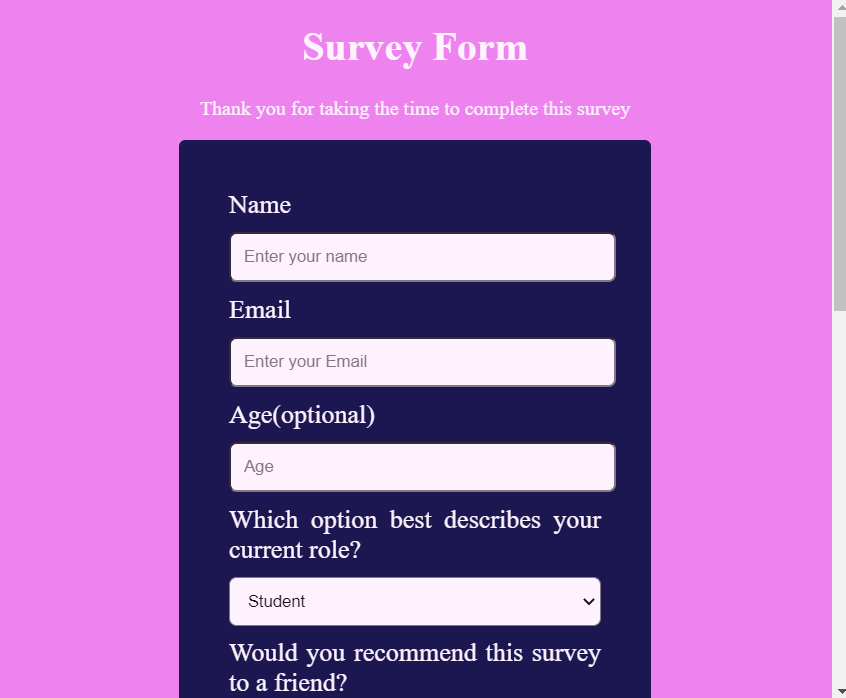 Survey Form
Thank you for taking the time to complete this survey
Name
Enter your name
Email
Enter your Email
Age(optional)
Age
Which option best describes your
current role?
Student
Would you recommend this survey
to a friend?